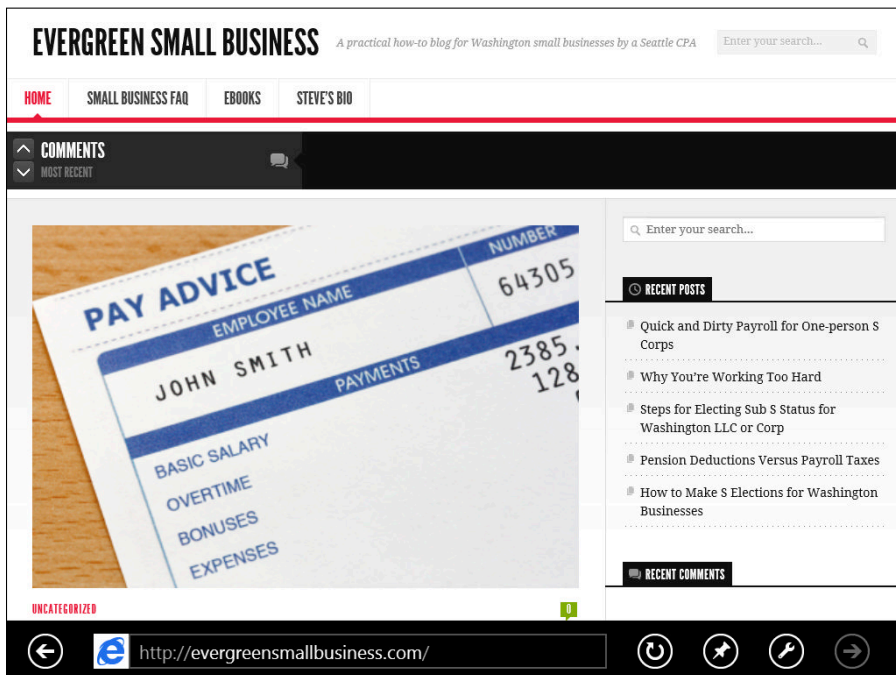 EVERGREEN SMALL BUSINESS
A practical how-to blog for Washington small businesses by a Seattle CPA
Enter your search...
HOME
SMALL BUSINESS FAQ
EBOOKS
STEVE'S BIO
COMMENTS
MOST RECENT
PAY ADVICE
EMPLOYEE NAME
NUMBER
JOHN SMITH
64305
PAYMENTS
2385.
128
BASIC SALARY
OVERTIME
BONUSES
EXPENSES
UNCATEGORIZED
0
Enter your search...
RECENT POSTS
Quick and Dirty Payroll for One-person S
Corps
Why You're Working Too Hard
Steps for Electing Sub S Status for
Washington LLC or Corp
Pension Deductions Versus Payroll Taxes
How to Make S Elections for Washington
Businesses
RECENT COMMENTS
http://evergreensmallbusiness.com/